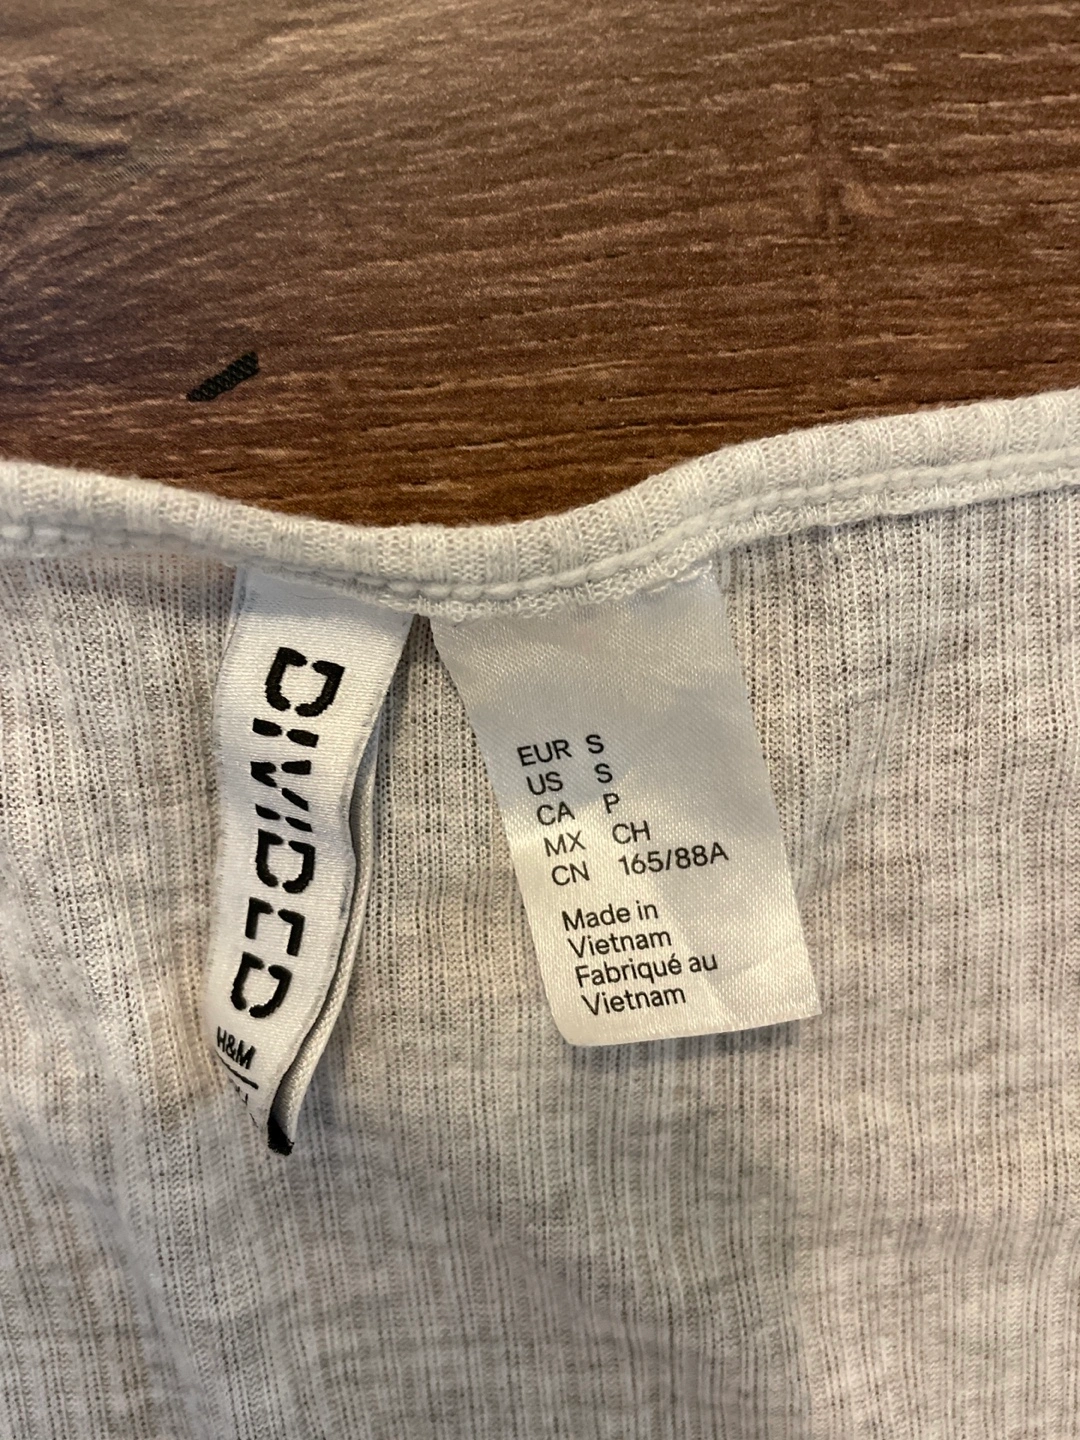 DIVIDED
H&M
EUR S
US S
CA P
MX CH
CN 165/88A
Made in
Vietnam
Fabriqué au
Vietnam